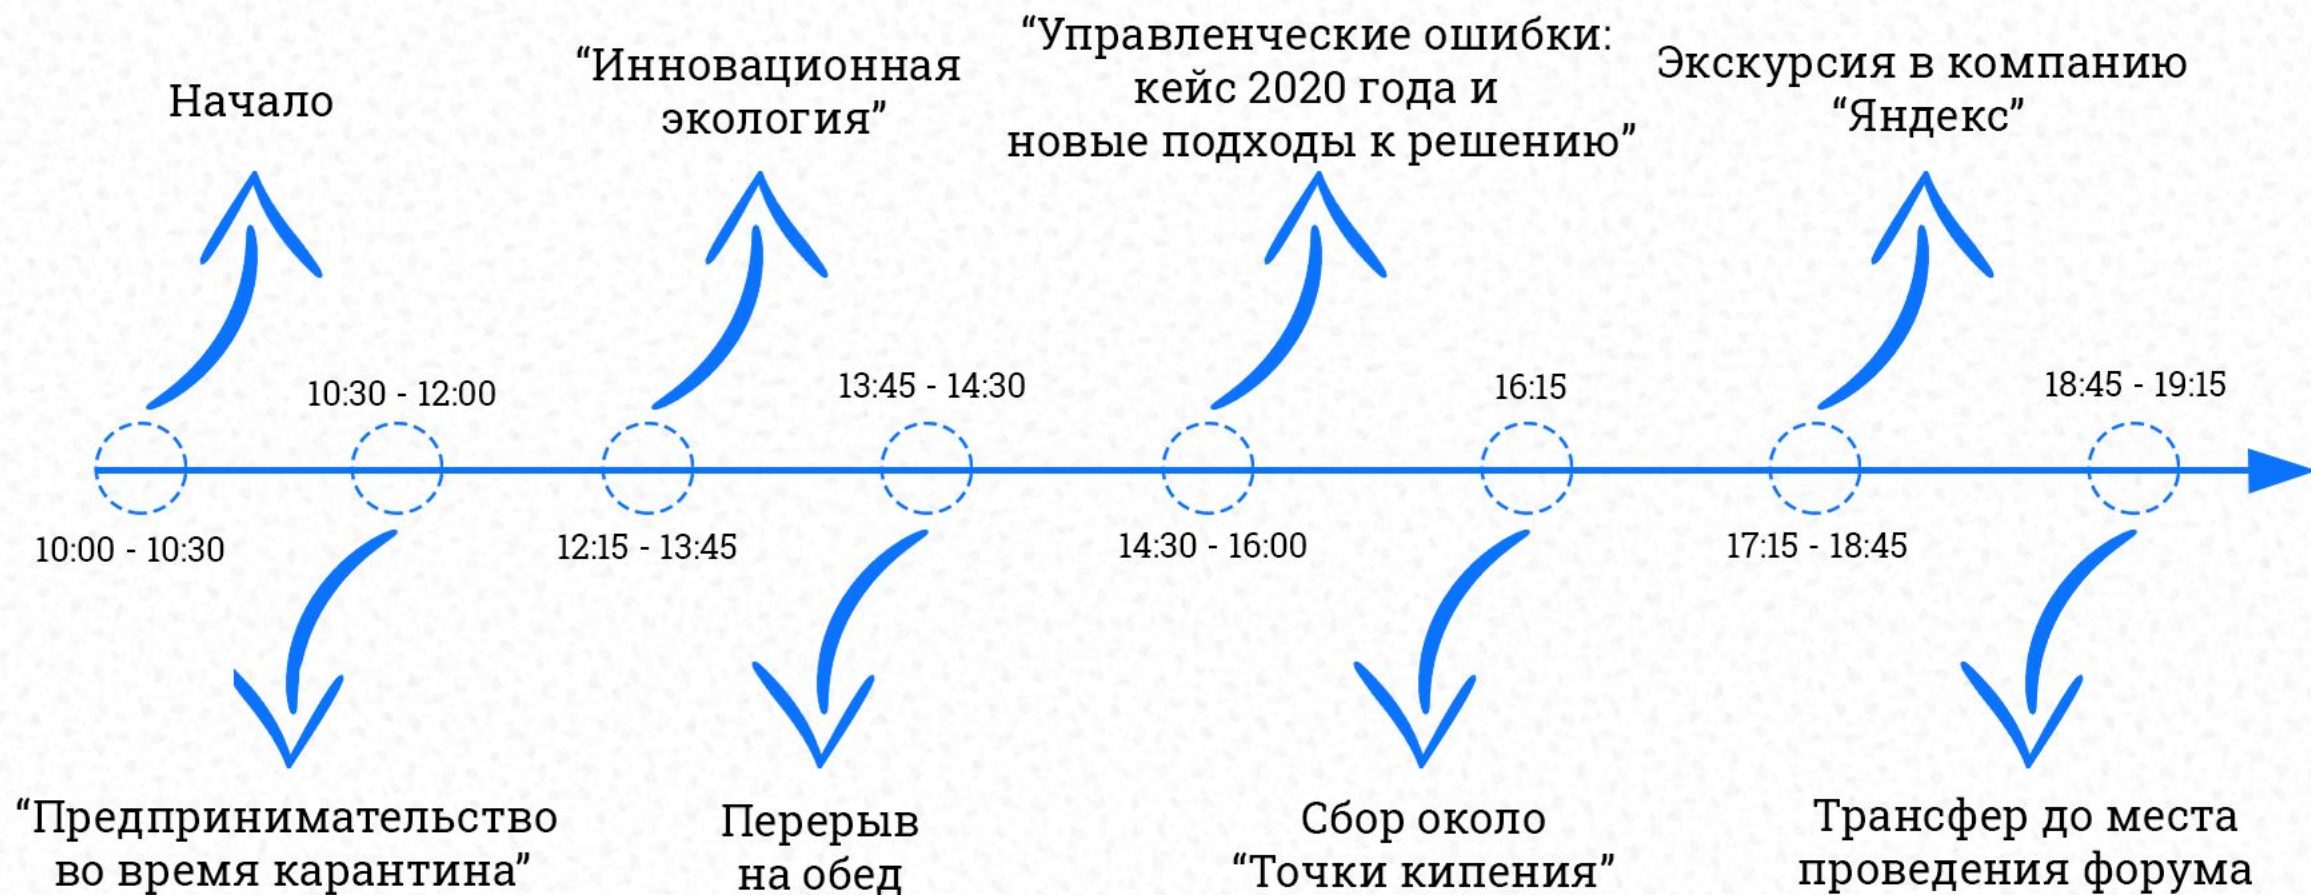 Начало
“Инновационная
экология”
“Управленческие ошибки:
кейс 2020 года и
новые подходы к решению”
Экскурсия в компанию
“Яндекс”
10:30 - 12:00
13:45 - 14:30
16:15
18:45 - 19:15
10:00 - 10:30
12:15 - 13:45
14:30 - 16:00
17:15 - 18:45
“Предпринимательство
во время карантина”
Перерыв
на обед
Сбор около
“Точки кипения”
Трансфер до места
проведения форума